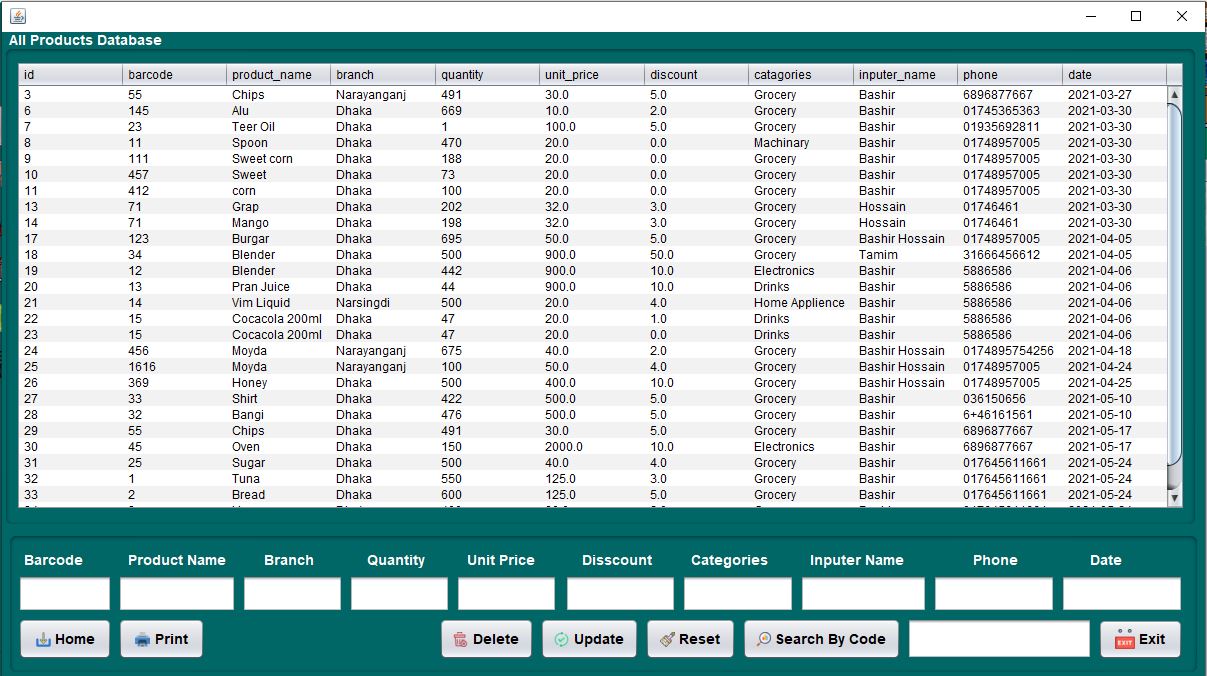 All Products Database
id barcode product_name branch quantity unit_price discount catagories inputer_name phone date
3 55 Chips Narayanganj 491 30.0 5.0 Grocery Bashir 6896877667 2021-03-27
6 145 Alu Dhaka 669 10.0 2.0 Grocery Bashir 01745365363 2021-03-30
7 23 Teer Oil Dhaka 1 100.0 5.0 Grocery Bashir 01935692811 2021-03-30
8 11 Spoon Dhaka 470 20.0 0.0 Machinary Bashir 01748957005 2021-03-30
9 111 Sweet corn Dhaka 188 20.0 0.0 Grocery Bashir 01748957005 2021-03-30
10 457 Sweet Dhaka 73 20.0 0.0 Grocery Bashir 01748957005 2021-03-30
11 412 corn Dhaka 100 20.0 0.0 Grocery Bashir 01748957005 2021-03-30
13 71 Grap Dhaka 202 32.0 3.0 Grocery Hossain 01746461 2021-03-30
14 71 Mango Dhaka 198 32.0 3.0 Grocery Hossain 01746461 2021-03-30
17 123 Burgar Dhaka 695 50.0 5.0 Grocery Bashir Hossain 01748957005 2021-04-05
18 34 Blender Dhaka 500 900.0 50.0 Grocery Tamim 31666456612 2021-04-05
19 12 Blender Dhaka 442 900.0 10.0 Electronics Bashir 5886586 2021-04-06
20 13 Pran Juice Dhaka 44 900.0 10.0 Drinks Bashir 5886586 2021-04-06
21 14 Vim Liquid Narsingdi 500 20.0 4.0 Home Applience Bashir 5886586 2021-04-06
22 15 Cocacola 200ml Dhaka 47 20.0 1.0 Drinks Bashir 5886586 2021-04-06
23 15 Cocacola 200ml Dhaka 47 20.0 0.0 Drinks Bashir 5886586 2021-04-06
24 456 Moyda Narayanganj 675 40.0 2.0 Grocery Bashir Hossain 0174895754256 2021-04-18
25 1616 Moyda Narayanganj 100 50.0 4.0 Grocery Bashir Hossain 01748957005 2021-04-24
26 369 Honey Dhaka 500 400.0 10.0 Grocery Bashir Hossain 01748957005 2021-04-25
27 33 Shirt Dhaka 422 500.0 5.0 Grocery Bashir 036150656 2021-05-10
28 32 Bangi Dhaka 476 500.0 5.0 Grocery Bashir 6+46161561 2021-05-10
29 55 Chips Dhaka 491 30.0 5.0 Grocery Bashir 6896877667 2021-05-17
30 45 Oven Dhaka 150 2000.0 10.0 Electronics Bashir 6896877667 2021-05-17
31 25 Sugar Dhaka 500 40.0 4.0 Grocery Bashir 017645611661 2021-05-24
32 1 Tuna Dhaka 550 125.0 3.0 Grocery Bashir 017645611661 2021-05-24
33 2 Bread Dhaka 600 125.0 5.0 Grocery Bashir 017645611661 2021-05-24
Barcode Product Name Branch Quantity Unit Price Disscount Categories Inputer Name Phone Date
Home Print Delete Update Reset Search By Code EXIT Exit